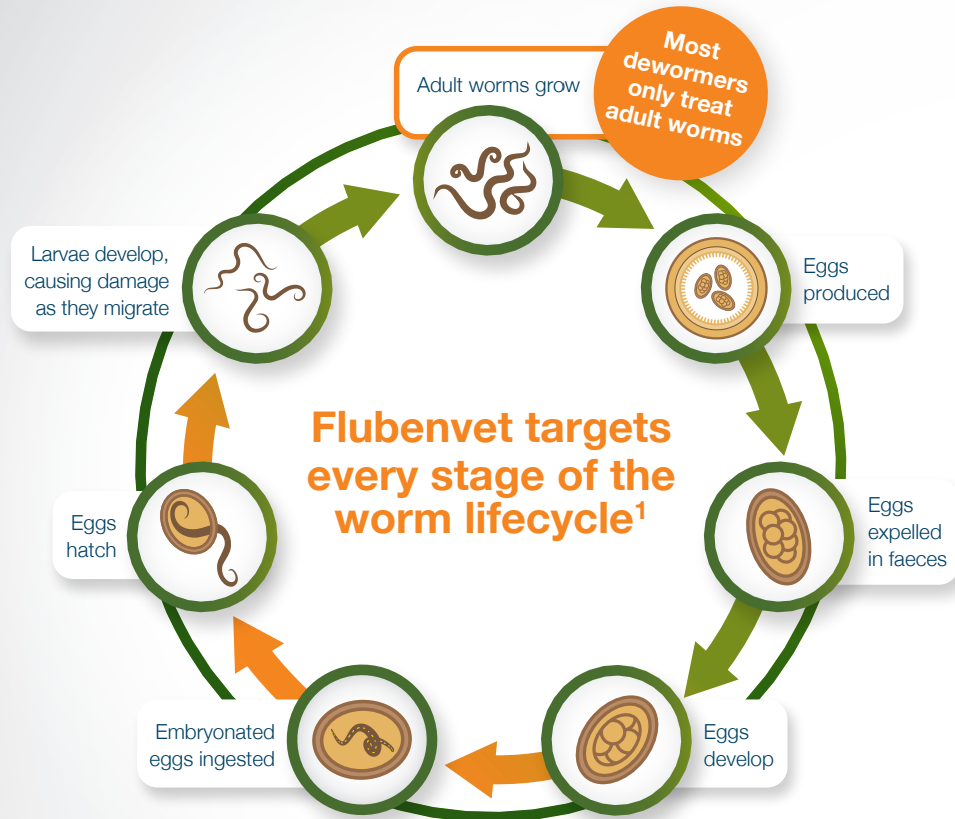 Most
dewormers
only treat
adult worms
Adult worms grow
Eggs
produced
Eggs
expelled
in faeces
Eggs
develop
Embryonated
eggs ingested
Eggs
hatch
Larvae develop,
causing damage
as they migrate
Flubenvet targets
every stage of the
worm lifecycle¹